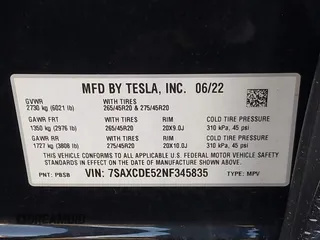 MFD BY TESLA, INC. 06/22
GVWR WITH TIRES
2730 kg (6021 lb) 265/45R20 & 275/45R20
GAWR FRT WITH TIRES RIM COLD TIRE PRESSURE
1350 kg (2976 lb) 265/45R20 20X9.0J 310 kPa, 45 psi
GAWR RR WITH TIRES RIM COLD TIRE PRESSURE
1727 kg (3808 lb) 275/45R20 20X10.0J 310 kPa, 45 psi
THIS VEHICLE CONFORMS TO ALL APPLICABLE U.S. FEDERAL MOTOR VEHICLE SAFETY
STANDARDS IN EFFECT ON THE DATE OF MANUFACTURE SHOWN ABOVE.
PNT: PBSB VIN: 7SAXCDE52NF345835 TYPE: MPV